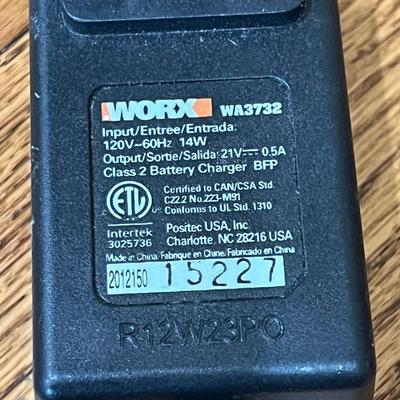 WORX WA3732
Input/Entree/Entrada:
120V~60Hz 14W
Output/Sortie/Salida: 21V⎓ 0.5A
Class 2 Battery Charger BFP
ETL
Certified to CAN/CSA Std.
C22.2 No.223-M91
Conforms to UL Std. 1310
Intertek
3025736
Positec USA, Inc.
Charlotte, NC 28216 USA
Made in China. Fabrique en Chine. Fabricado en China
2012150 15227
R12W23PO